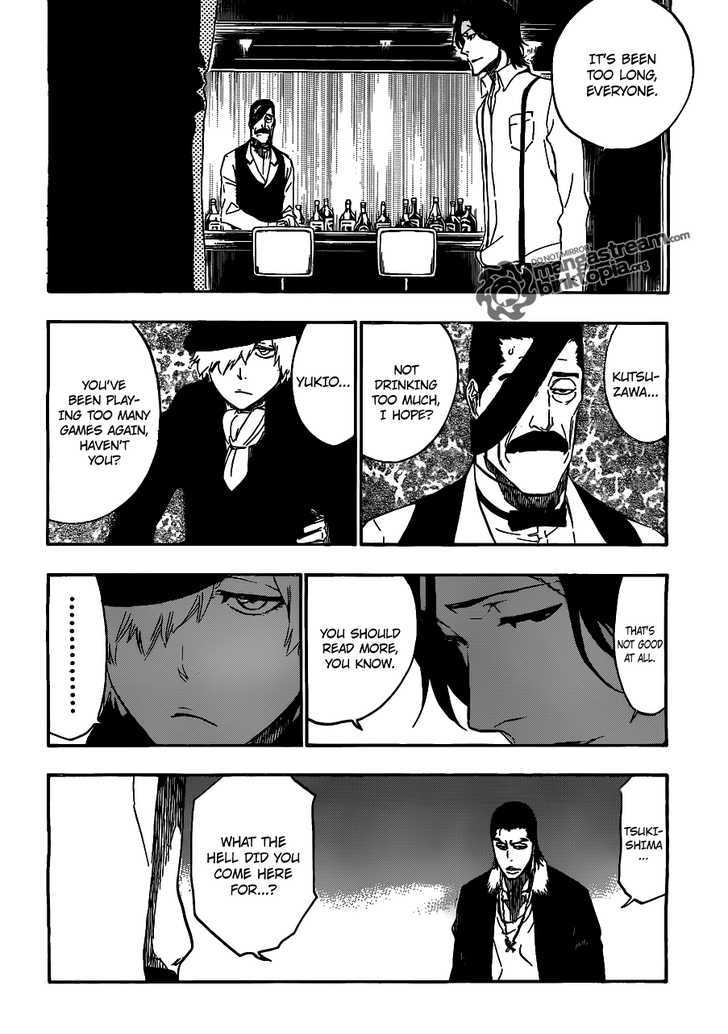 IT'S BEEN
TOO LONG,
EVERYONE.
DO NOT MIRROR
mangastream.com
binktopia.org
KUTSU-
ZAWA...
NOT
DRINKING
TOO MUCH,
I HOPE?
YUKIO...
YOU'VE
BEEN PLAY-
ING TOO MANY
GAMES AGAIN,
HAVEN'T
YOU?
THAT'S
NOT GOOD
AT ALL.
YOU SHOULD
READ MORE,
YOU KNOW.
.........
TSUKI-
SHIMA
...
WHAT THE
HELL DID YOU
COME HERE
FOR...?